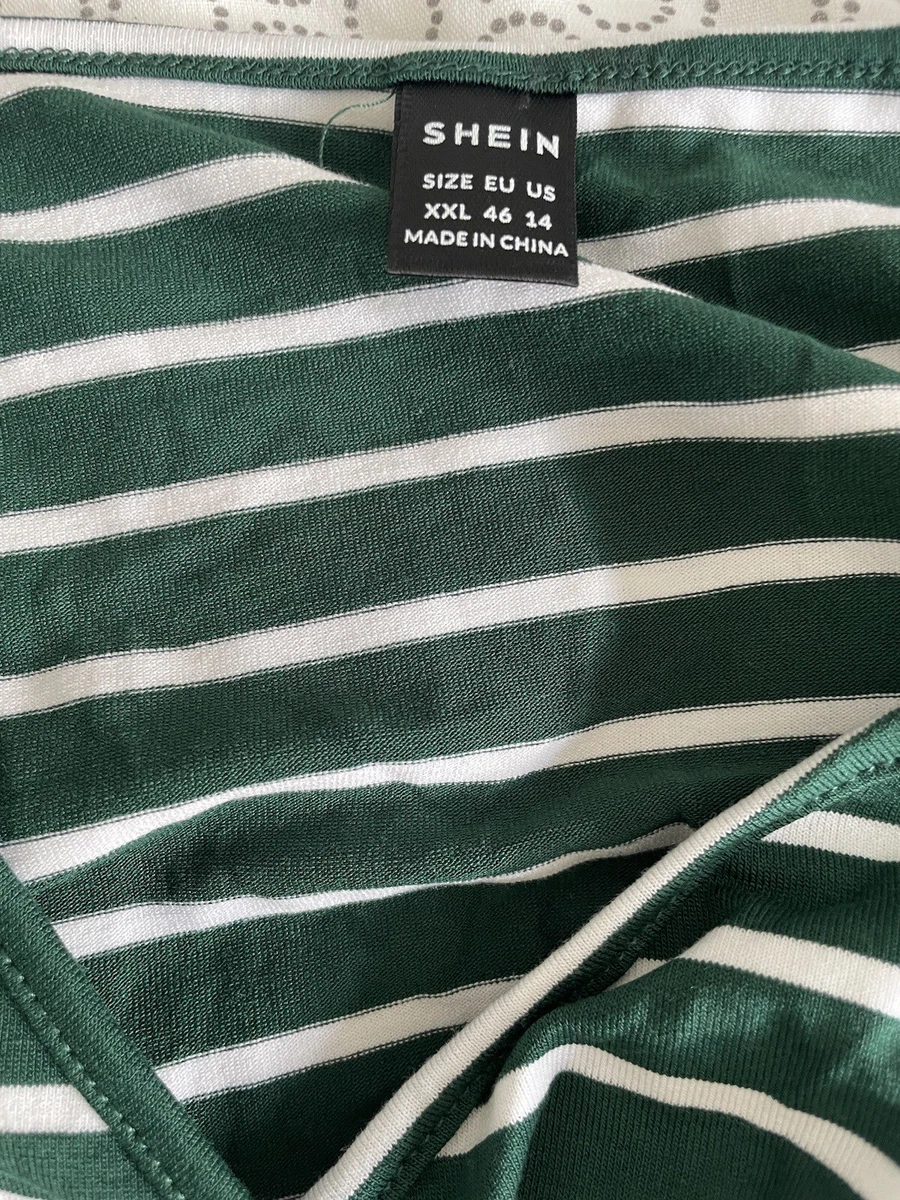 SHEIN
SIZE EU US
XXL 46 14
MADE IN CHINA